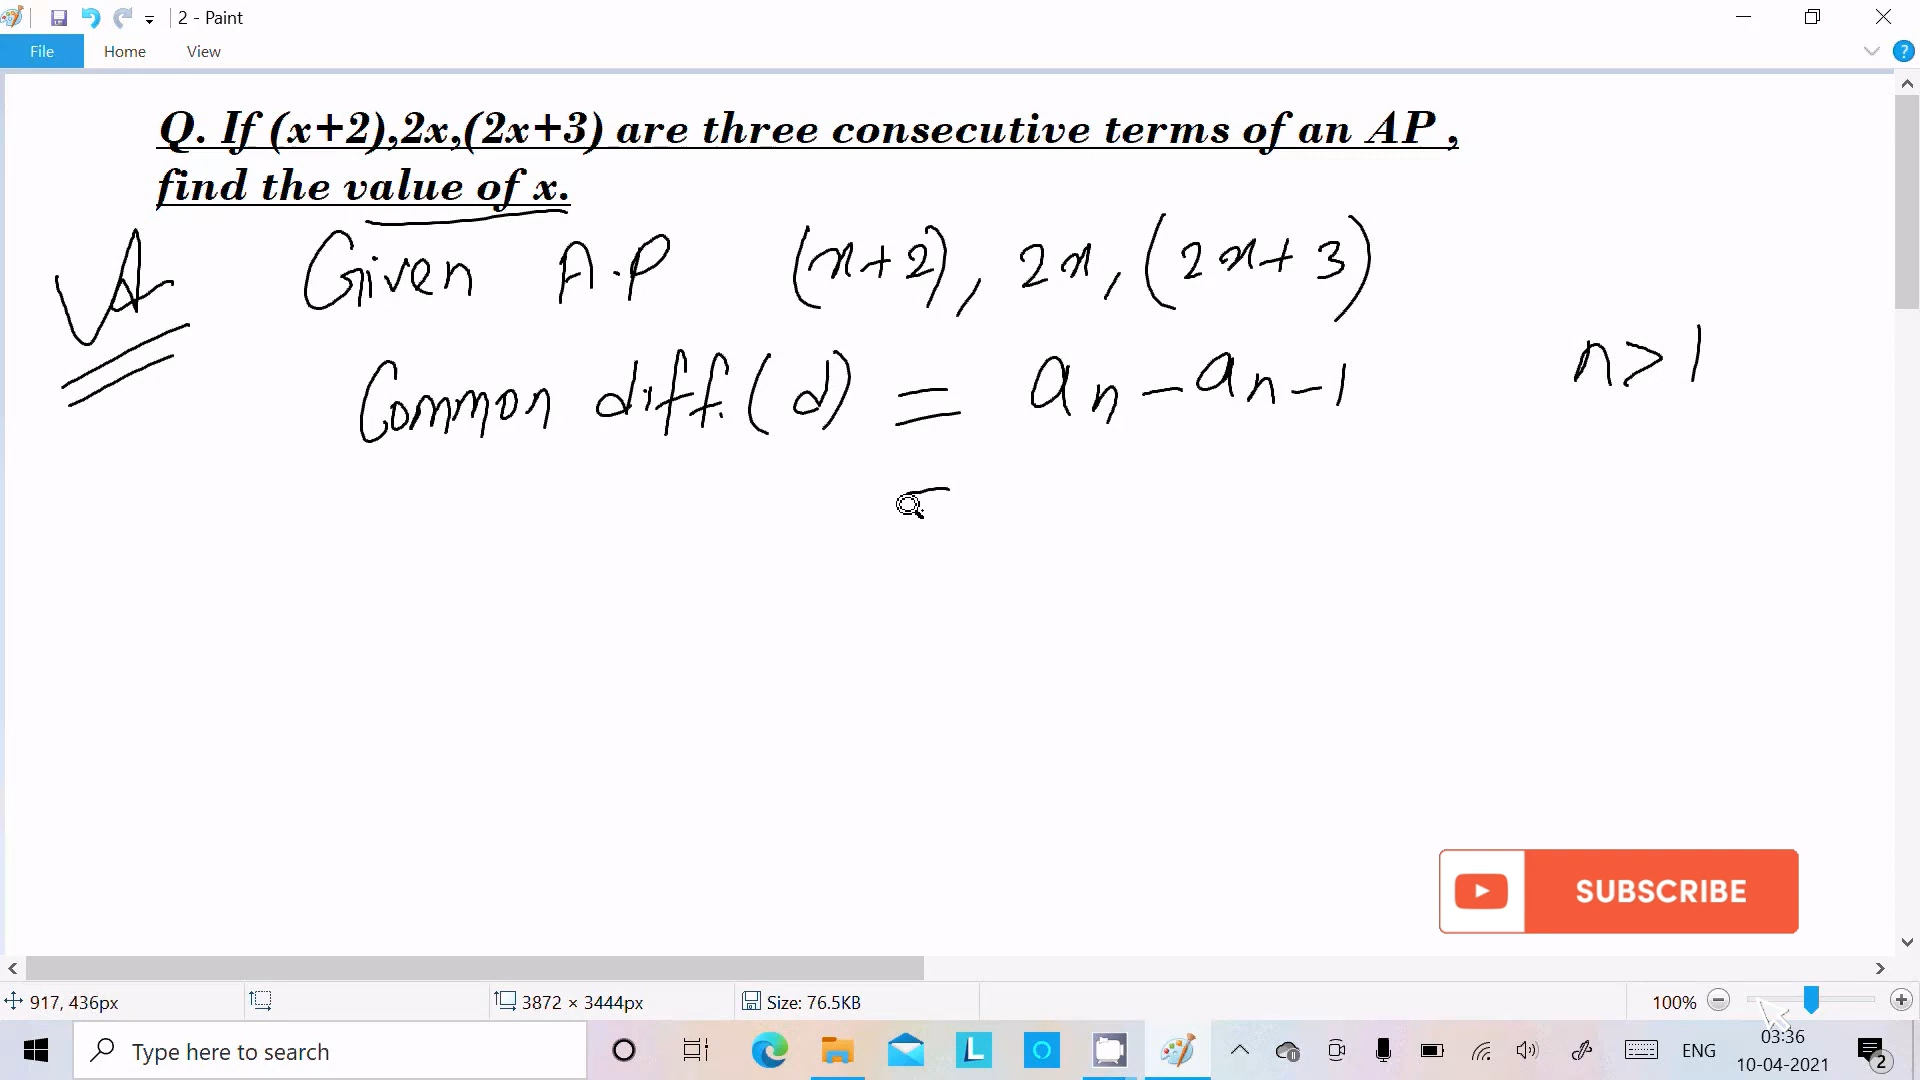 2 - Paint
File Home View
Q. If (x+2),2x,(2x+3) are three consecutive terms of an AP ,
find the value of x.
A Given A.P (x+2), 2x, (2x+3)
Common diff.(d) = an - an-1 n>1
SUBSCRIBE
917, 436px 3872 × 3444px Size: 76.5KB 100%
Type here to search ENG 03:36
10-04-2021 2